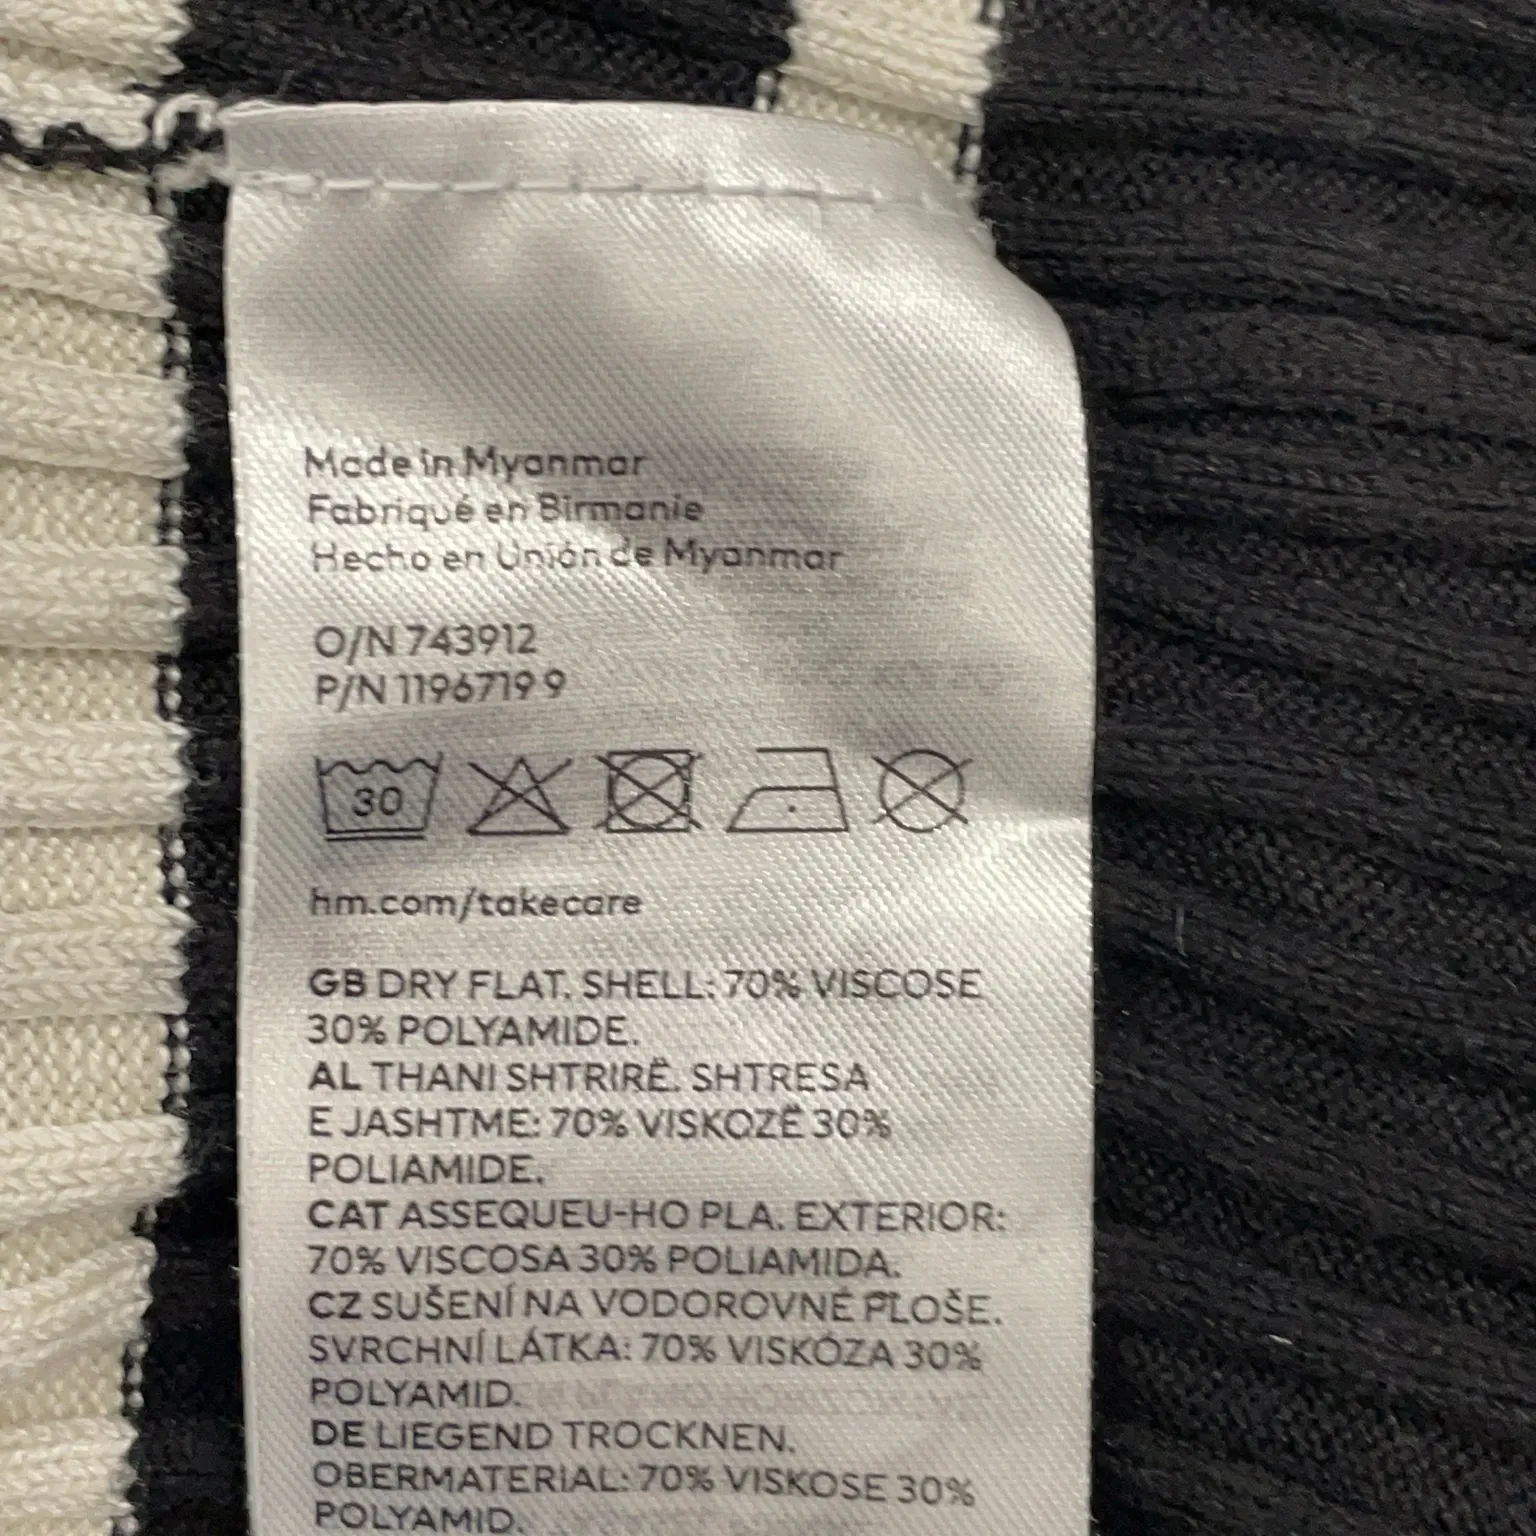 Made in Myanmar
Fabriqué en Birmanie
Hecho en Unión de Myanmar
O/N 743912
P/N 1196719 9
30
hm.com/takecare
GB DRY FLAT. SHELL: 70% VISCOSE
30% POLYAMIDE.
AL THANI SHTRIRË. SHTRESA
E JASHTME: 70% VISKOZË 30%
POLIAMIDE.
CAT ASSEQUEU-HO PLA. EXTERIOR:
70% VISCOSA 30% POLIAMIDA.
CZ SUŠENÍ NA VODOROVNÉ PLOŠE.
SVRCHNÍ LÁTKA: 70% VISKÓZA 30%
POLYAMID.
DE LIEGEND TROCKNEN.
OBERMATERIAL: 70% VISKOSE 30%
POLYAMID.